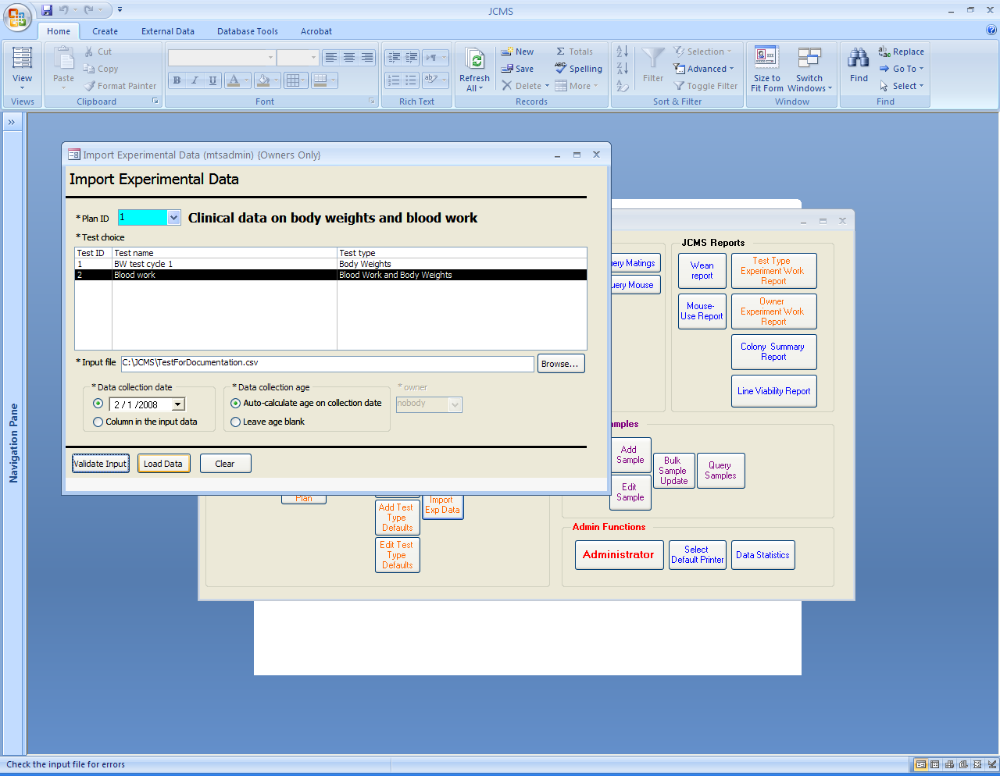 JCMS
Home Create External Data Database Tools Acrobat
View
Views
Paste
Cut
Copy
Format Painter
Clipboard
B I U A
Font
Rich Text
Refresh
All
New
Save
Delete
Totals
Spelling
More
Records
Filter
Selection
Advanced
Toggle Filter
Sort & Filter
Size to
Fit Form
Switch
Windows
Window
Find
Replace
Go To
Select
Find
»
Navigation Pane
Import Experimental Data (mtsadmin) {Owners Only}
Import Experimental Data
* Plan ID 1 Clinical data on body weights and blood work
* Test choice
Test ID Test name Test type
1 BW test cycle 1 Body Weights
2 Blood work Blood Work and Body Weights
* Input file C:\JCMS\TestForDocumentation.csv Browse...
* Data collection date
2 / 1 /2008
Column in the input data
* Data collection age
Auto-calculate age on collection date
Leave age blank
* owner
nobody
Validate Input Load Data Clear
ery Matings
uery Mouse
JCMS Reports
Wean
report
Test Type
Experiment Work
Report
Mouse-
Use Report
Owner
Experiment Work
Report
Colony Summary
Report
Line Viability Report
mples
Add
Sample
Edit
Sample
Bulk
Sample
Update
Query
Samples
Plan
Import
Exp Data
Add Test
Type
Defaults
Edit Test
Type
Defaults
Admin Functions
Administrator
Select
Default Printer
Data Statistics
Check the input file for errors